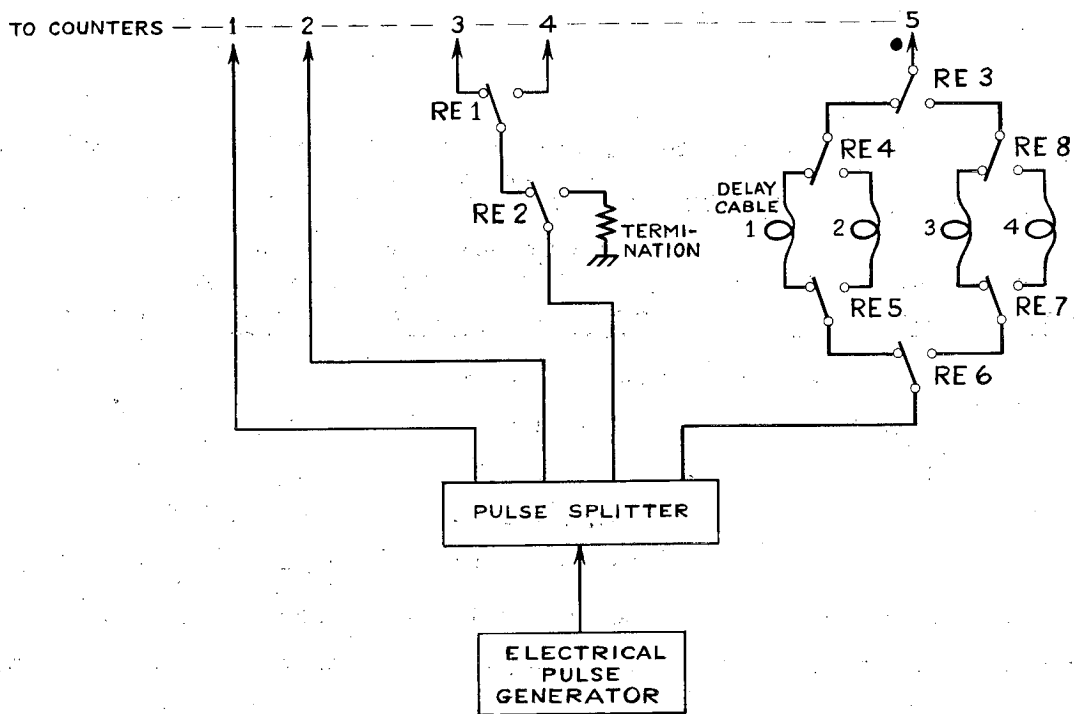 TO COUNTERS 1 2 3 4 5
RE 1
RE 2
TERMI-
NATION
RE 3
RE 4
RE 8
DELAY
CABLE
1 2 3 4
RE 5
RE 7
RE 6
PULSE SPLITTER
ELECTRICAL
PULSE
GENERATOR